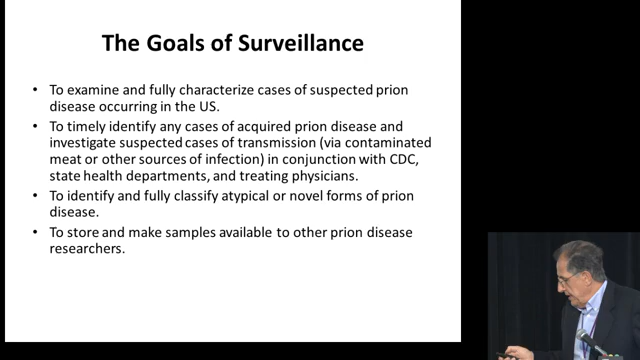 The Goals of Surveillance
• To examine and fully characterize cases of suspected prion
disease occurring in the US.
• To timely identify any cases of acquired prion disease and
investigate suspected cases of transmission (via contaminated
meat or other sources of infection) in conjunction with CDC,
state health departments, and treating physicians.
• To identify and fully classify atypical or novel forms of prion
disease.
• To store and make samples available to other prion disease
researchers.